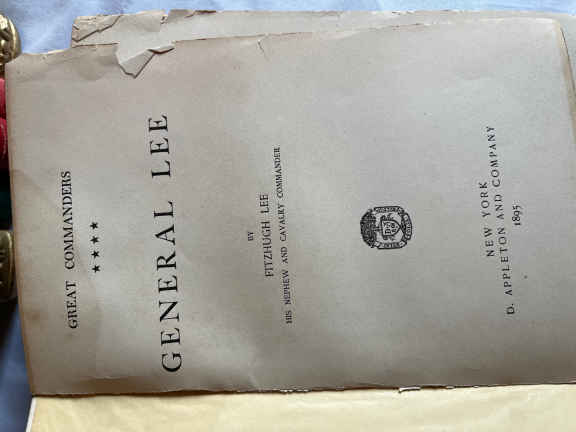 GREAT COMMANDERS
★★★★
GENERAL LEE
BY
FITZHUGH LEE
HIS NEPHEW AND CAVALRY COMMANDER
NEW YORK
D. APPLETON AND COMPANY
1895